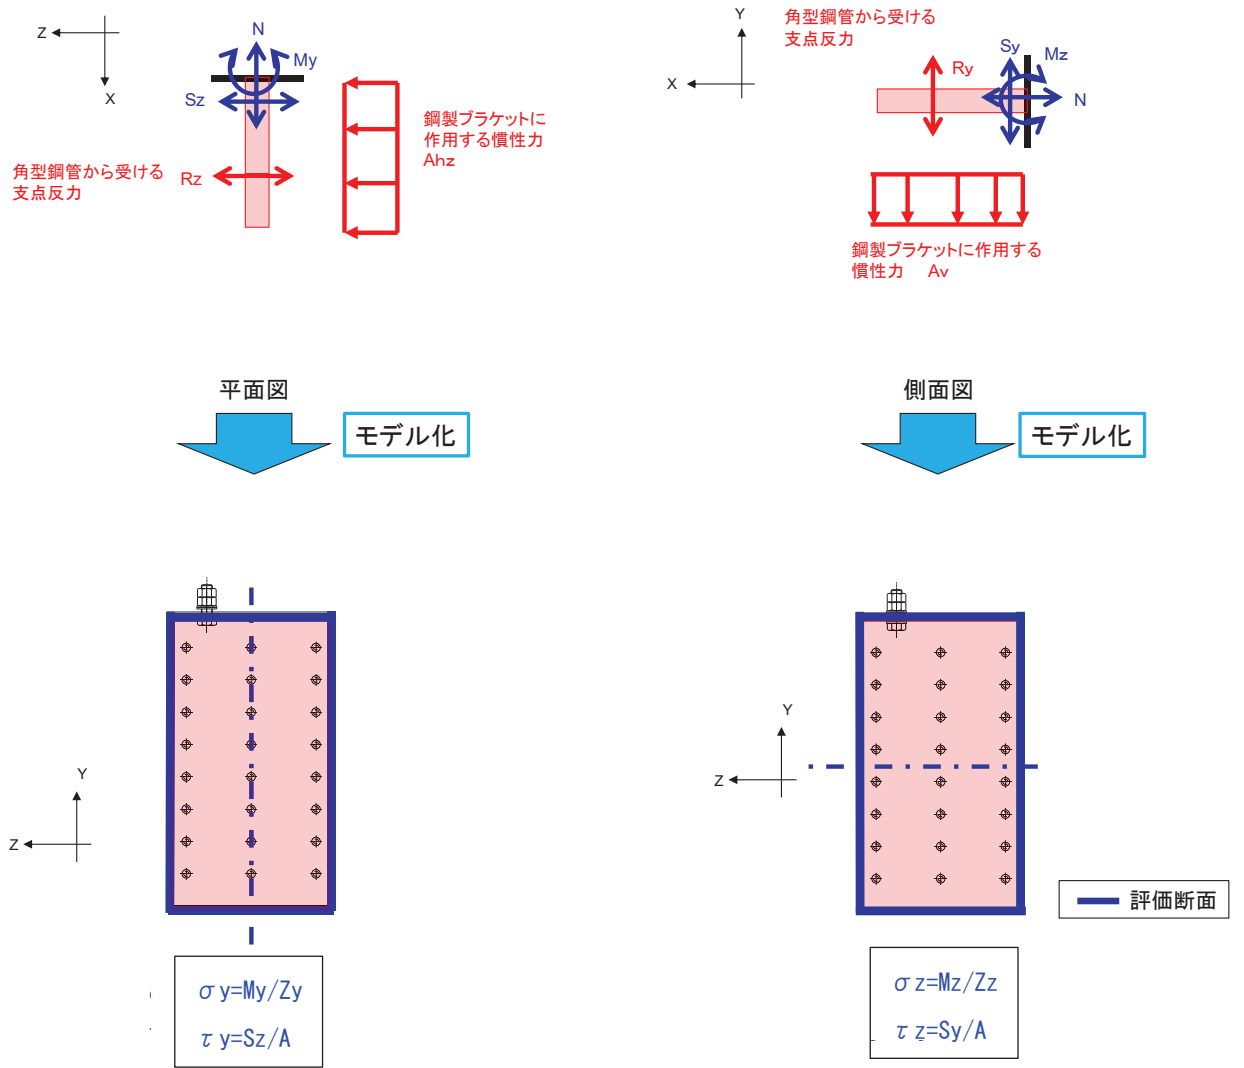 Z
X
N
My
Sz
角型鋼管から受ける
支点反力
Rz
鋼製ブラケットに
作用する慣性力
Ahz
平面図
モデル化
Y
Z
σy=My/Zy
τy=Sz/A
Y
X
角型鋼管から受ける
支点反力
Ry
Sy
Mz
N
鋼製ブラケットに作用する
慣性力 Av
側面図
モデル化
Y
Z
評価断面
σz=Mz/Zz
τz=Sy/A